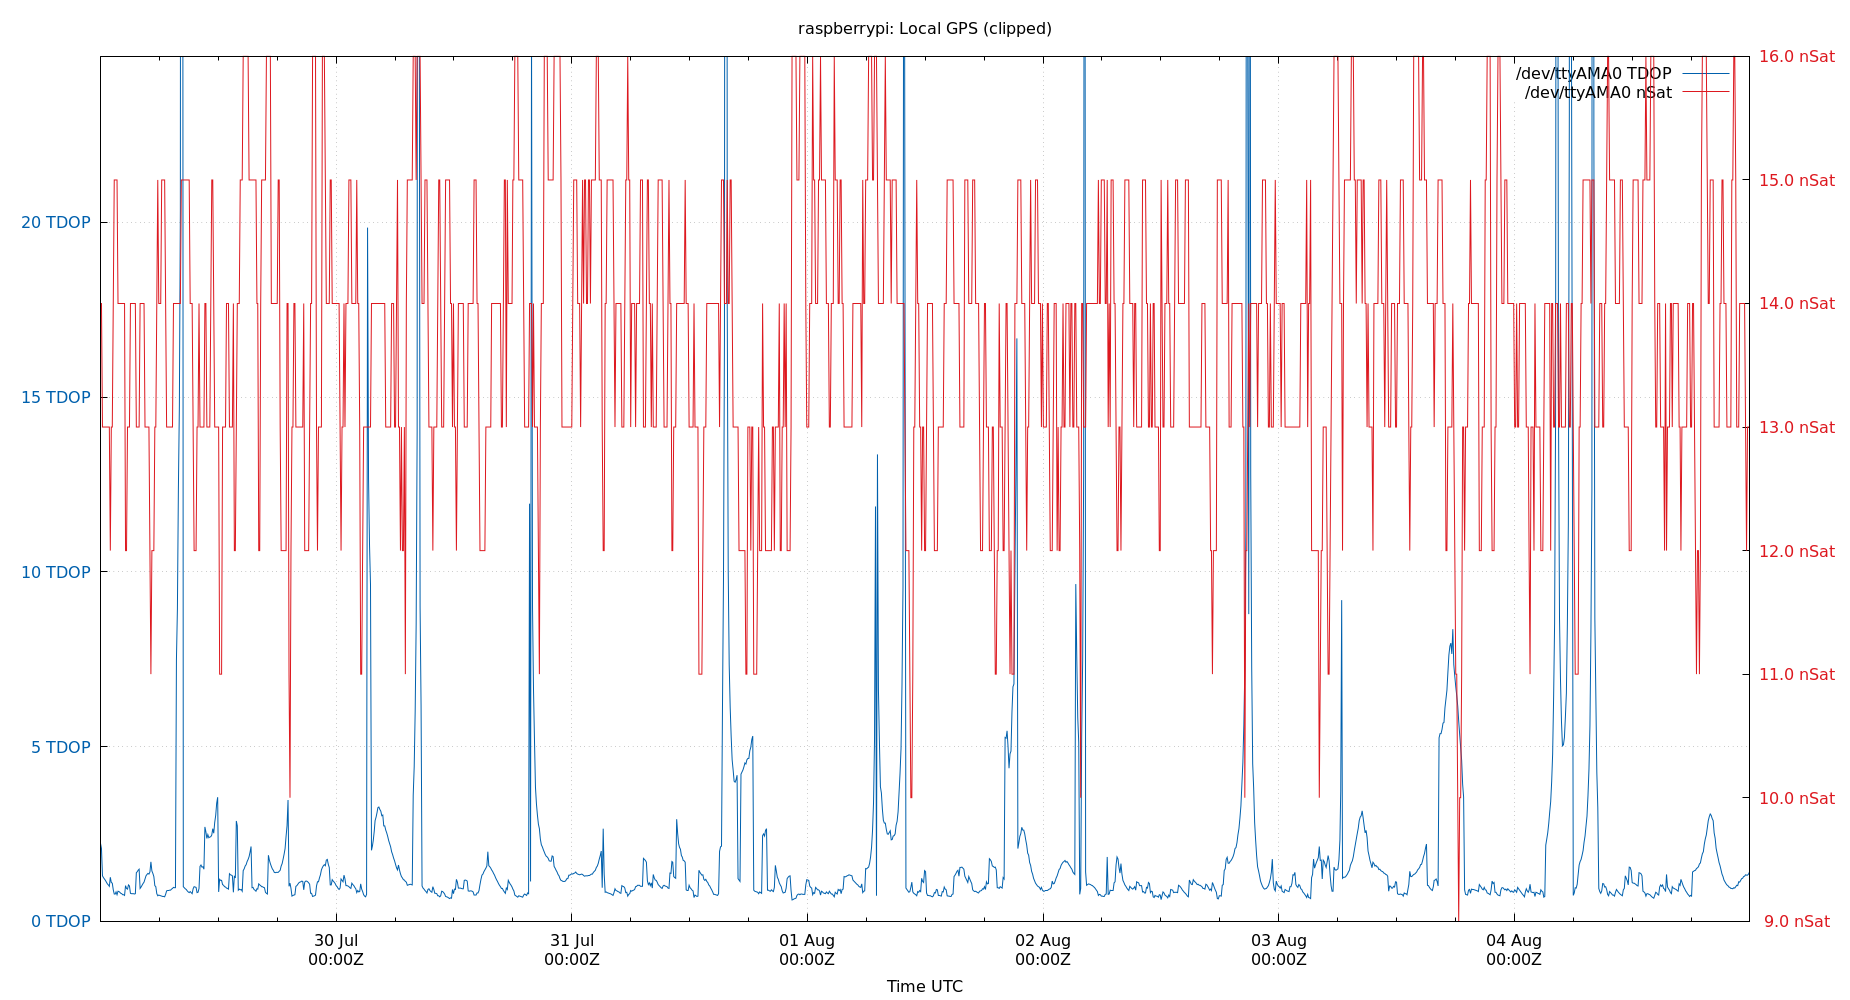 raspberrypi: Local GPS (clipped)
16.0 nSat
/dev/ttyAMA0 TDOP
/dev/ttyAMA0 nSat
15.0 nSat
20 TDOP
14.0 nSat
15 TDOP
13.0 nSat
12.0 nSat
10 TDOP
11.0 nSat
5 TDOP
10.0 nSat
0 TDOP
9.0 nSat
30 Jul
00:00Z
31 Jul
00:00Z
01 Aug
00:00Z
02 Aug
00:00Z
03 Aug
00:00Z
04 Aug
00:00Z
Time UTC